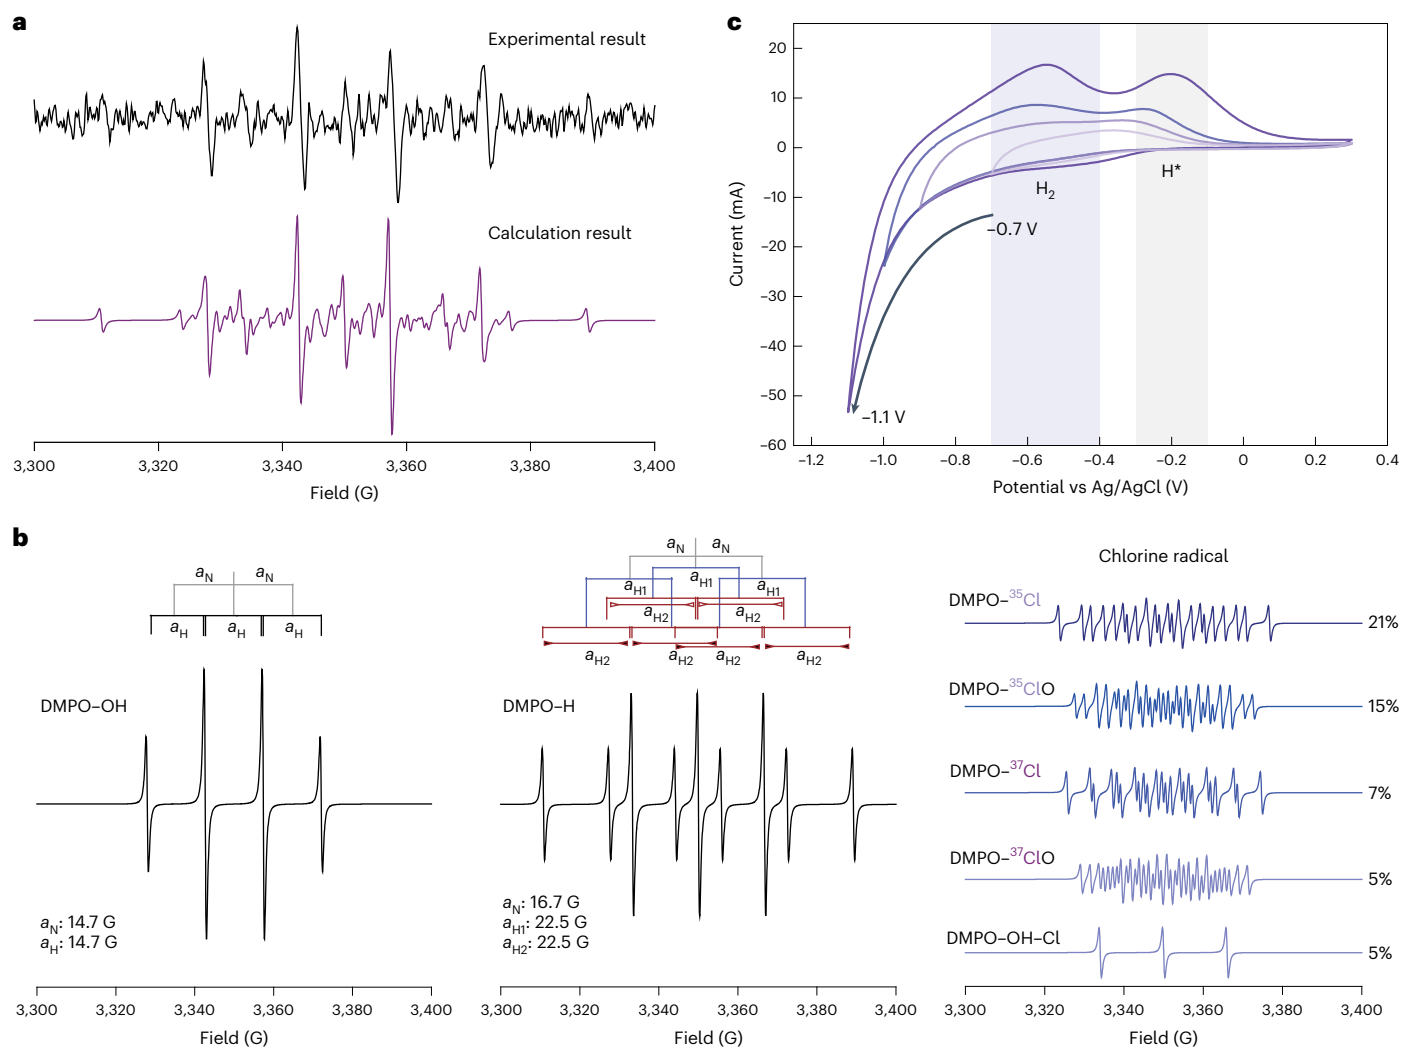 a
Experimental result
Calculation result
3,300 3,320 3,340 3,360 3,380 3,400
Field (G)
c
20
10
0
–10
–20
–30
–40
–50
–60
Current (mA)
H2
H*
–0.7 V
–1.1 V
–1.2 –1.0 –0.8 –0.6 –0.4 –0.2 0 0.2 0.4
Potential vs Ag/AgCl (V)
b
aN aN
aH aH aH
DMPO–OH
aN: 14.7 G
aH: 14.7 G
3,300 3,320 3,340 3,360 3,380 3,400
Field (G)
aN aN
aH1 aH1 aH1
aH2 aH2
aH2 aH2 aH2 aH2
DMPO–H
aN: 16.7 G
aH1: 22.5 G
aH2: 22.5 G
3,300 3,320 3,340 3,360 3,380 3,400
Field (G)
Chlorine radical
DMPO–35Cl 21%
DMPO–35ClO 15%
DMPO–37Cl 7%
DMPO–37ClO 5%
DMPO–OH–Cl 5%
3,300 3,320 3,340 3,360 3,380 3,400
Field (G)